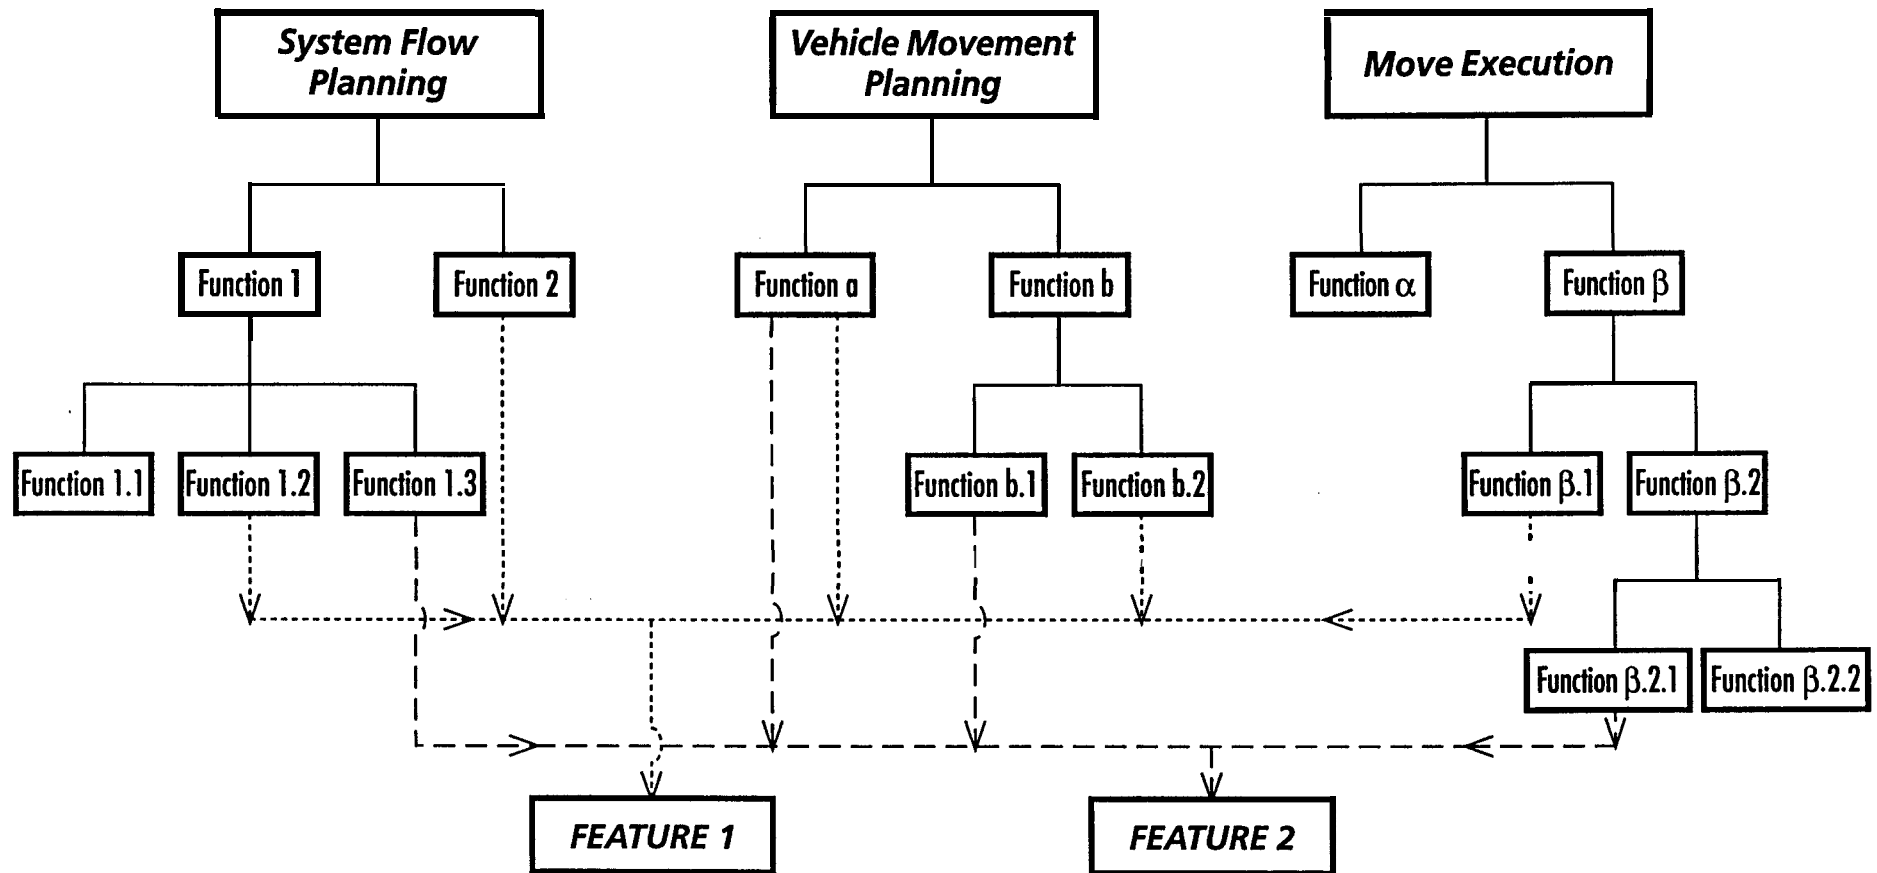 System Flow
Planning
Vehicle Movement
Planning
Move Execution
Function 1
Function 2
Function a
Function b
Function α
Function β
Function 1.1
Function 1.2
Function 1.3
Function b.1
Function b.2
Function β.1
Function β.2
Function β.2.1
Function β.2.2
FEATURE 1
FEATURE 2